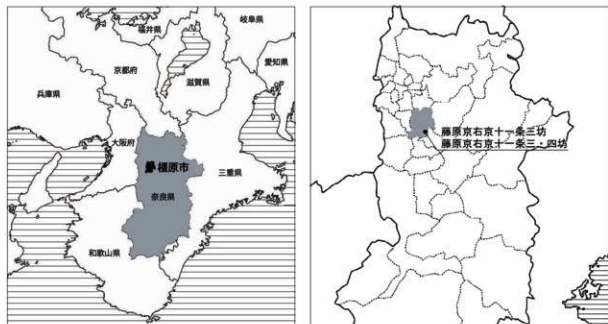 岐阜県
福井県
愛知県
京都府
滋賀県
兵庫県
大阪府
橿原市
三重県
奈良県
和歌山県
藤原京右京十一条三坊
藤原京右京十一条三・四坊